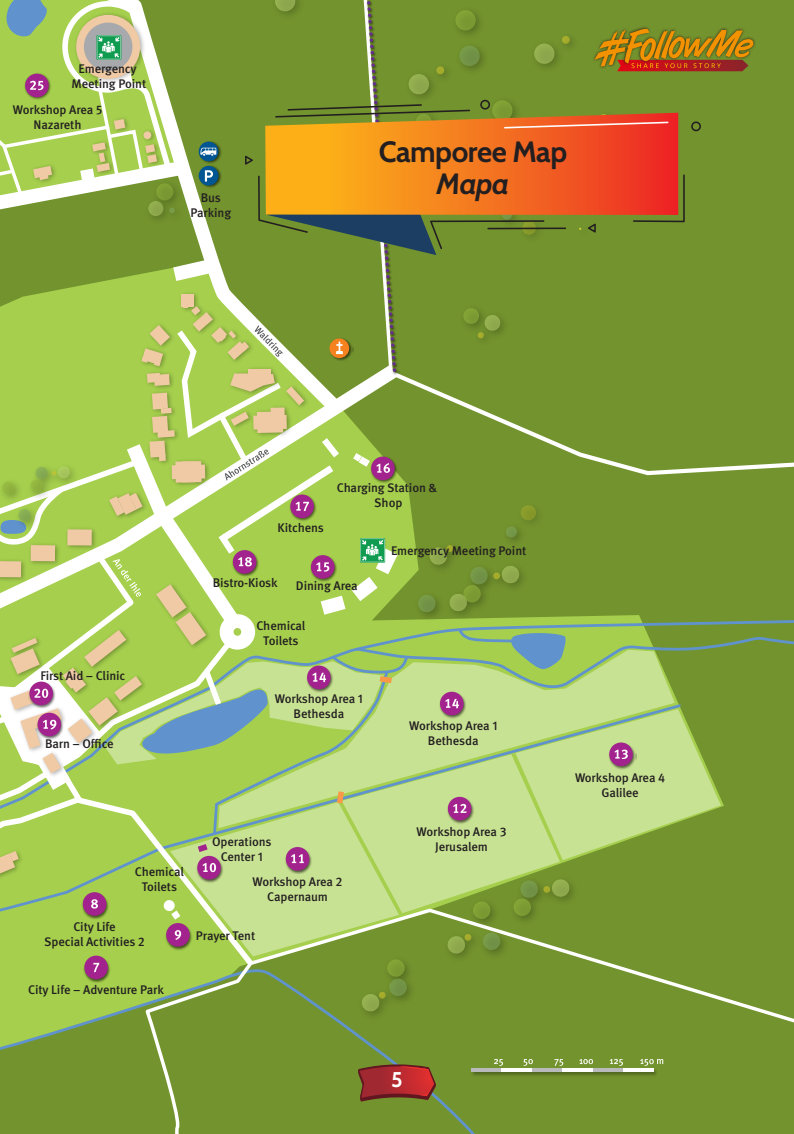 #FollowMe
SHARE YOUR STORY
Emergency
Meeting Point
25
Workshop Area 5
Nazareth
P
Bus
Parking
Camporee Map
Mapa
Waldring
Ahornstraße
16
Charging Station &
Shop
17
Kitchens
Emergency Meeting Point
18
Bistro-Kiosk
15
Dining Area
An der Ihle
Chemical
Toilets
First Aid – Clinic
20
19
Barn – Office
14
Workshop Area 1
Bethesda
14
Workshop Area 1
Bethesda
13
Workshop Area 4
Galilee
12
Workshop Area 3
Jerusalem
Operations
Center 1
10
11
Workshop Area 2
Capernaum
Chemical
Toilets
8
City Life
Special Activities 2
9
Prayer Tent
7
City Life – Adventure Park
25 50 75 100 125 150 m
5